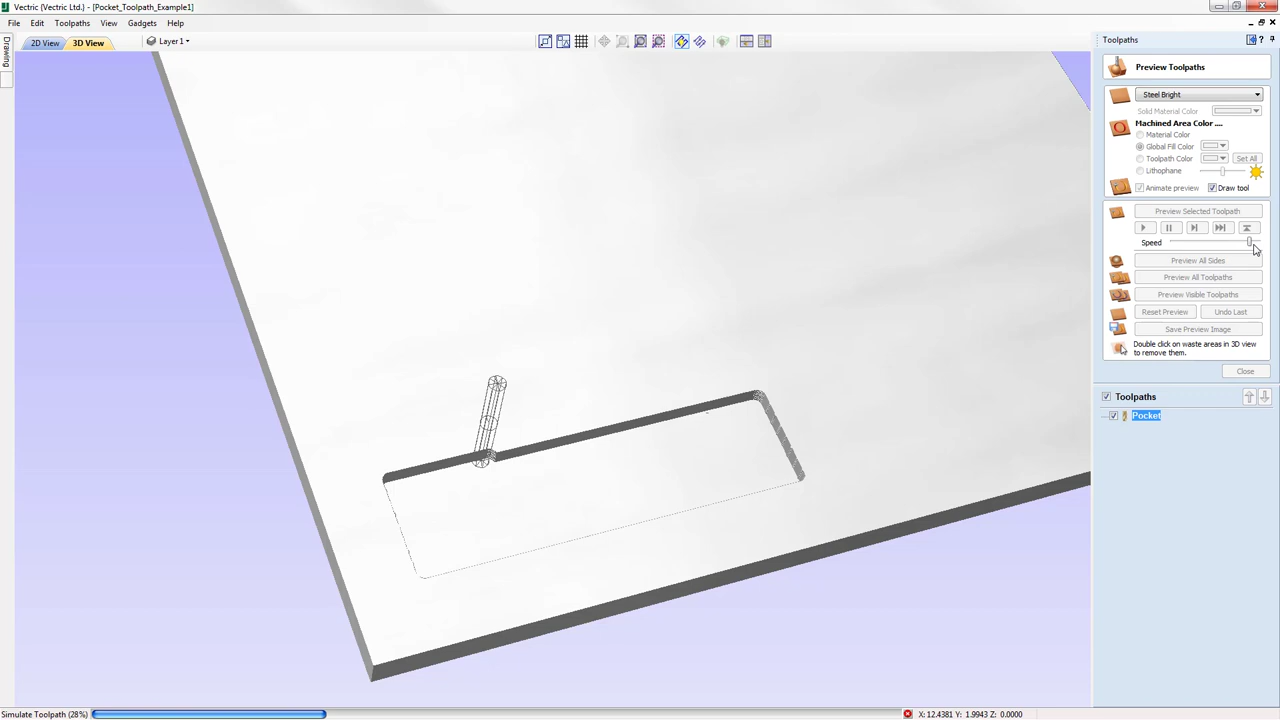 Vectric (Vectric Ltd.) - [Pocket_Toolpath_Example1]
File Edit Toolpaths View Gadgets Help
2D View 3D View Layer 1
Drawing
Toolpaths
Preview Toolpaths
Steel Bright
Solid Material Color
Machined Area Color ....
Material Color
Global Fill Color
Toolpath Color Set All
Lithophane
Animate preview Draw tool
Preview Selected Toolpath
Speed
Preview All Sides
Preview All Toolpaths
Preview Visible Toolpaths
Reset Preview Undo Last
Save Preview Image
Double click on waste areas in 3D view
to remove them.
Close
Toolpaths
Pocket
Simulate Toolpath (28%) X: 12.4381 Y: 1.9943 Z: 0.0000